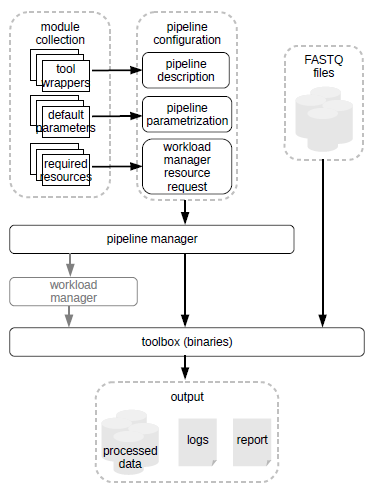 module
collection
tool
wrappers
default
parameters
required
resources
pipeline
configuration
pipeline
description
pipeline
parametrization
workload
manager
resource
request
FASTQ
files
pipeline manager
workload
manager
toolbox (binaries)
output
processed
data
logs
report